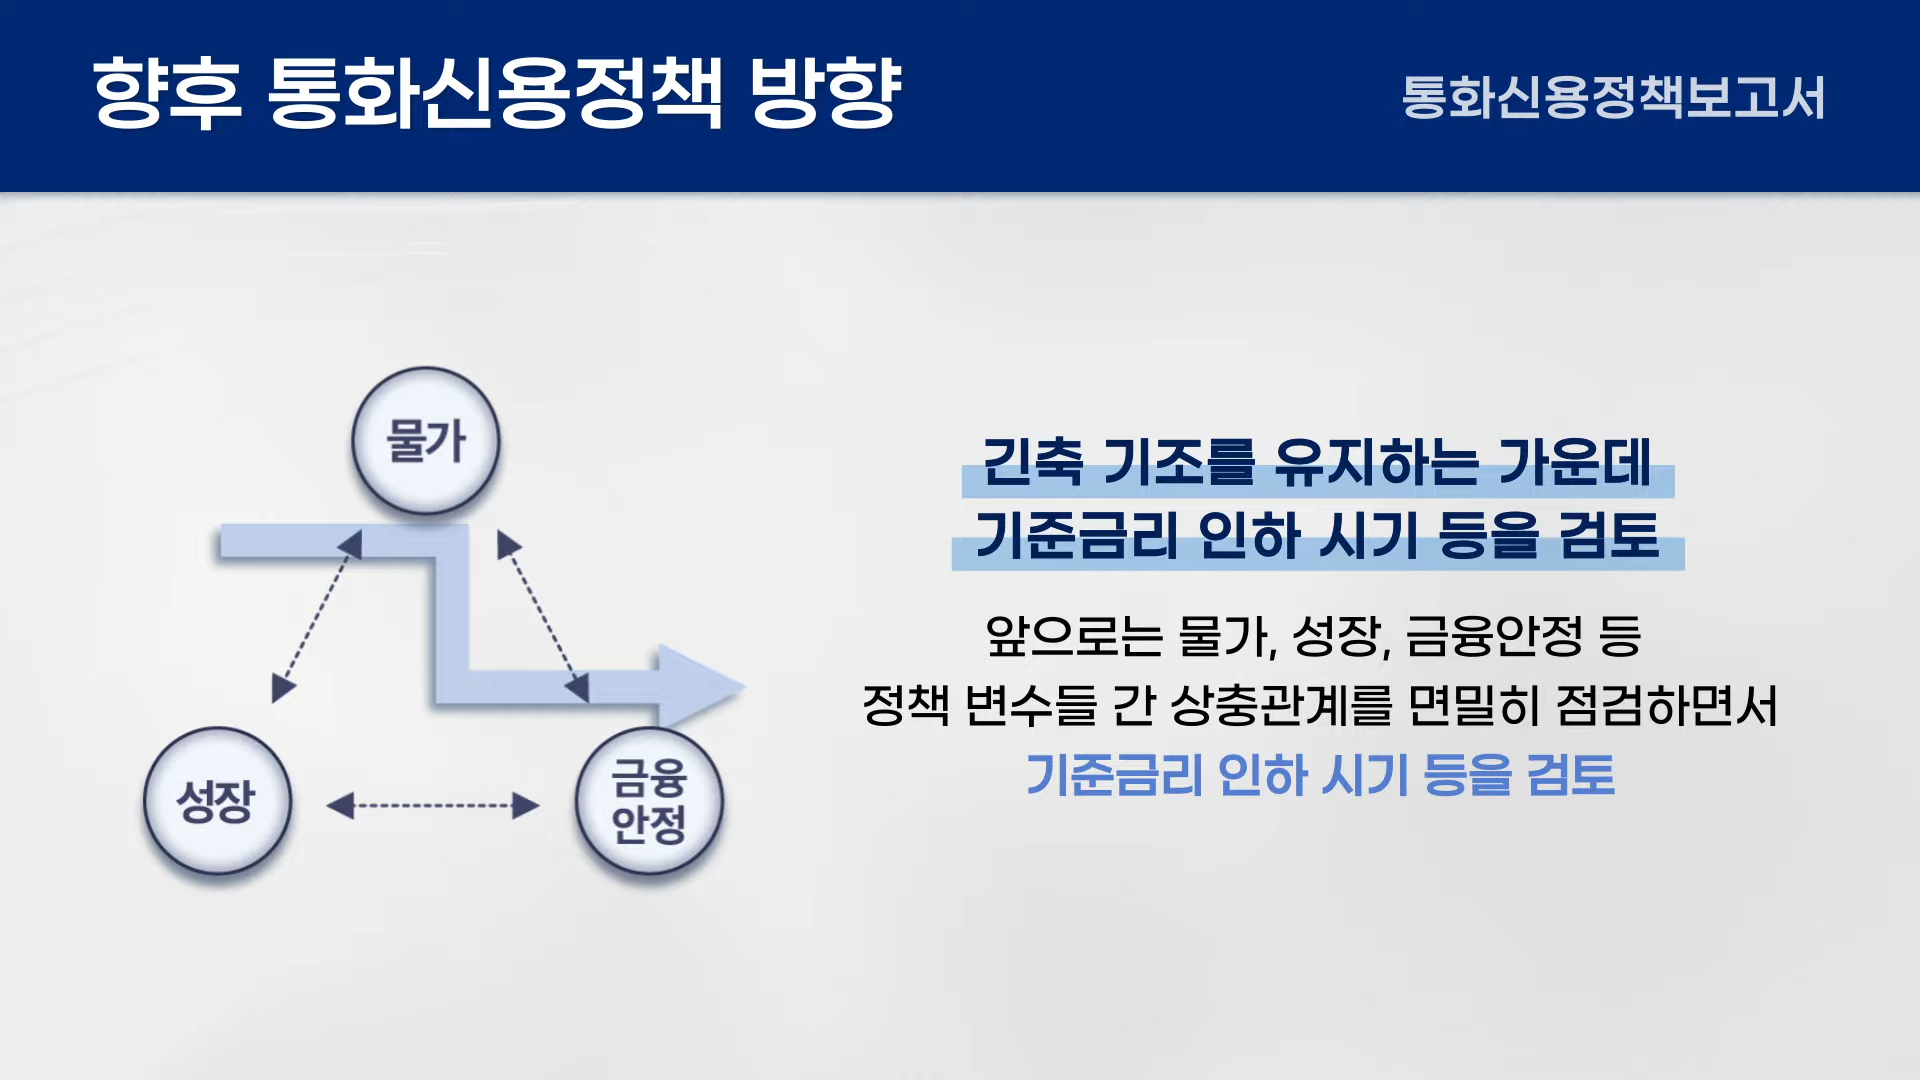 향후 통화신용정책 방향
통화신용정책보고서
물가
성장
금융
안정
긴축 기조를 유지하는 가운데
기준금리 인하 시기 등을 검토
앞으로는 물가, 성장, 금융안정 등
정책 변수들 간 상충관계를 면밀히 점검하면서
기준금리 인하 시기 등을 검토